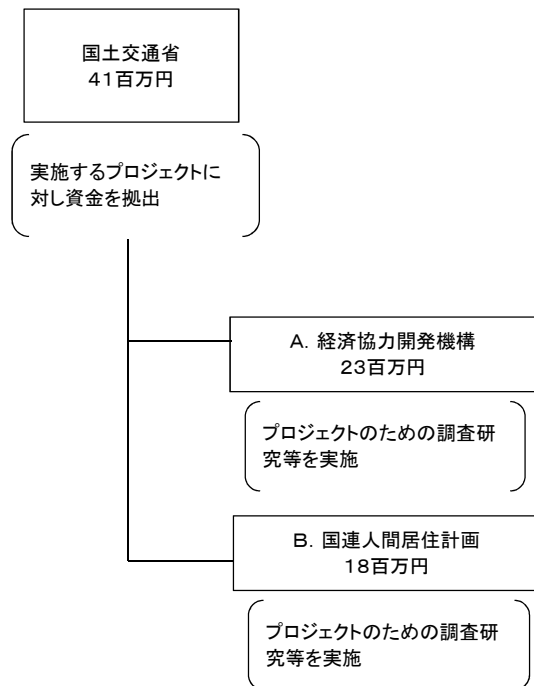 国土交通省
41百万円
実施するプロジェクトに
対し資金を拠出
A. 経済協力開発機構
23百万円
プロジェクトのための調査研
究等を実施
B. 国連人間居住計画
18百万円
プロジェクトのための調査研
究等を実施